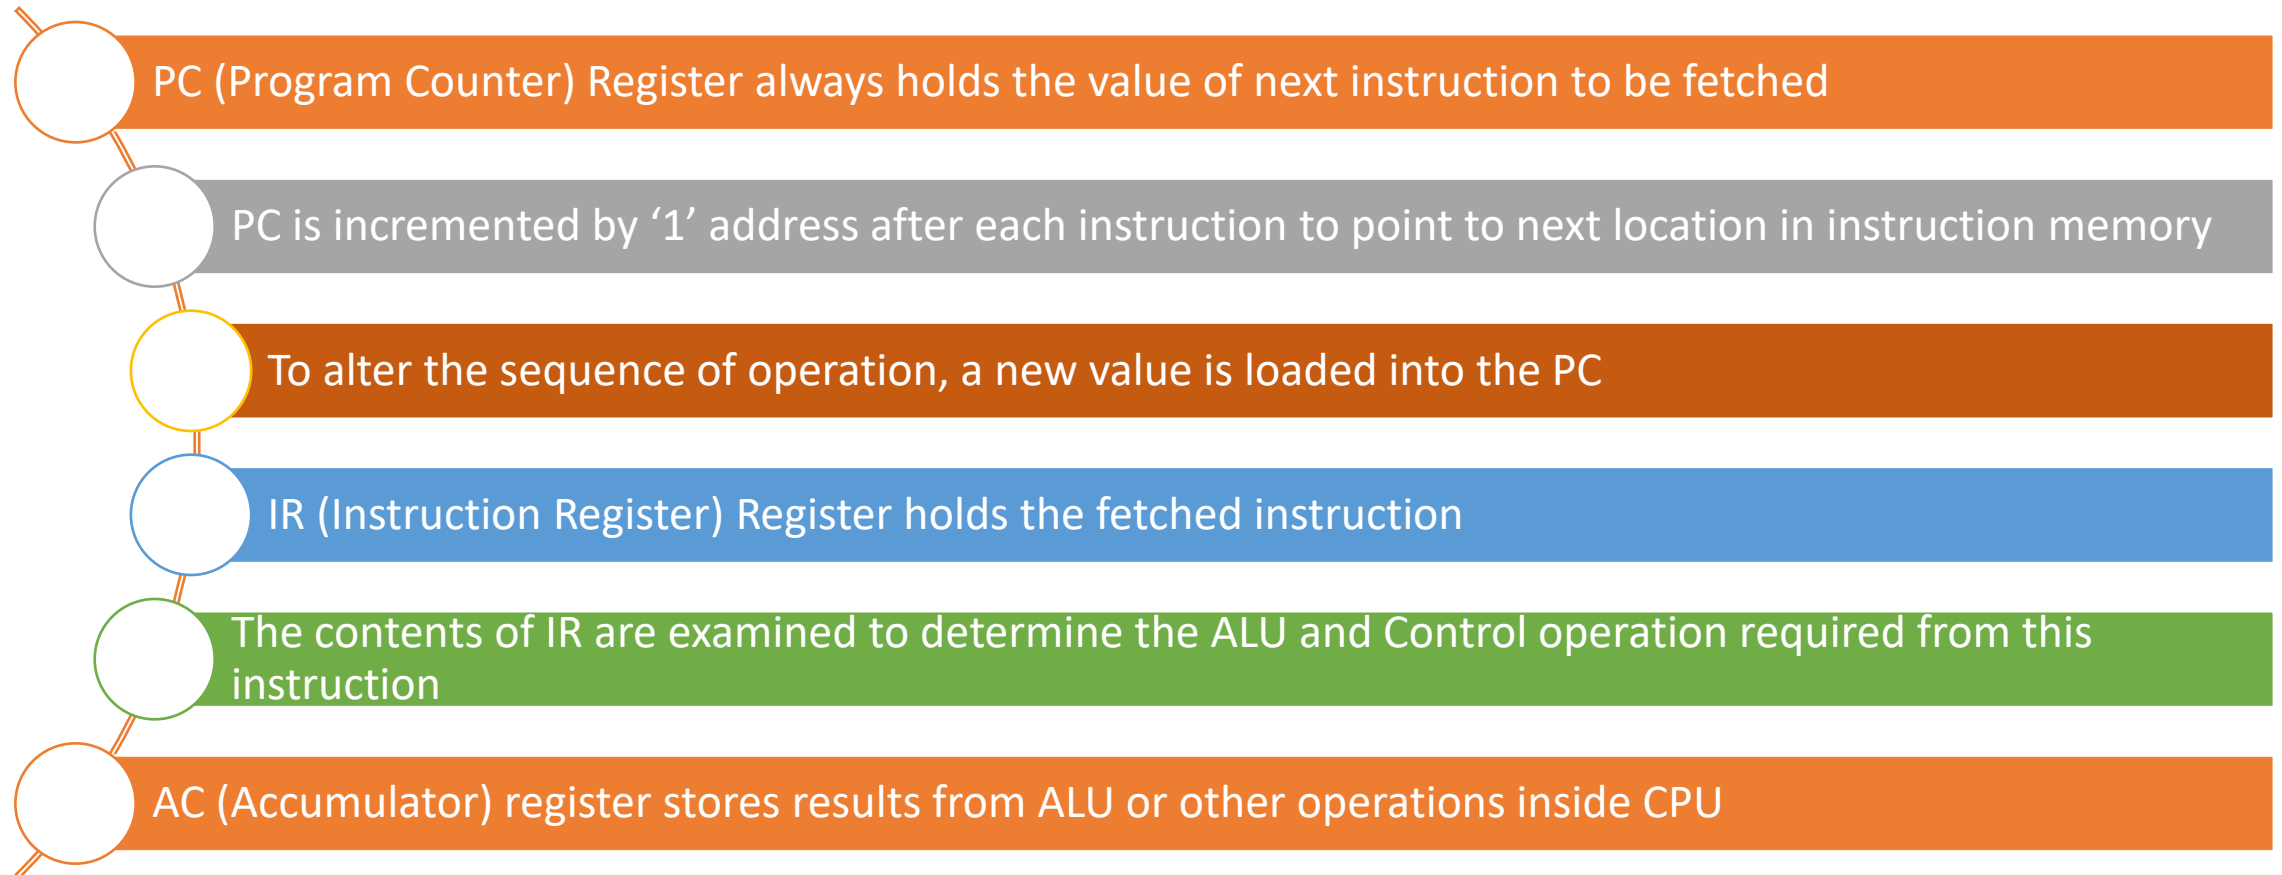 PC (Program Counter) Register always holds the value of next instruction to be fetched
PC is incremented by ‘1’ address after each instruction to point to next location in instruction memory
To alter the sequence of operation, a new value is loaded into the PC
IR (Instruction Register) Register holds the fetched instruction
The contents of IR are examined to determine the ALU and Control operation required from this
instruction
AC (Accumulator) register stores results from ALU or other operations inside CPU